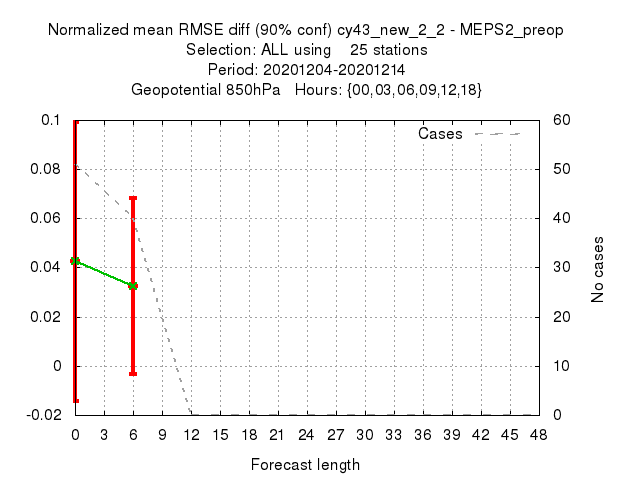 Normalized mean RMSE diff (90% conf) cy43_new_2_2 - MEPS2_preop
Selection: ALL using    25 stations
Period: 20201204-20201214
Geopotential 850hPa   Hours: {00,03,06,09,12,18}
Cases
0.1
0.08
0.06
0.04
0.02
0
-0.02
60
50
40
30
20
10
0
No cases
0 3 6 9 12 15 18 21 24 27 30 33 36 39 42 45 48
Forecast length